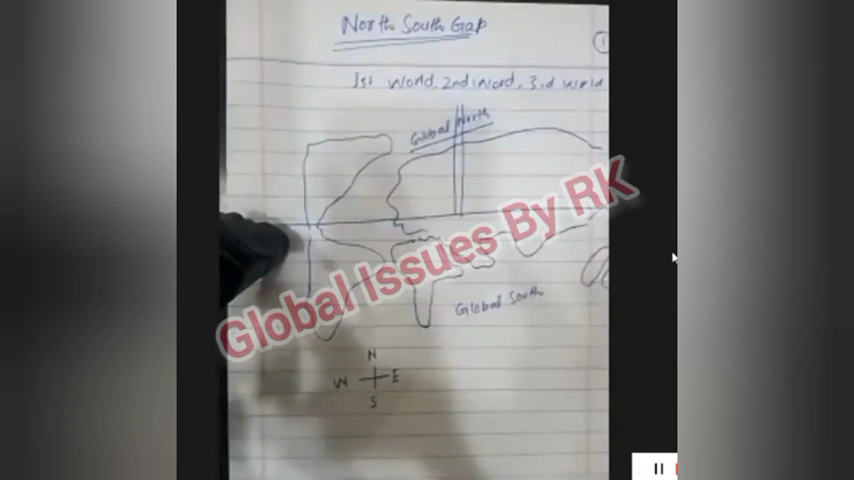 North South Gap
1
1st World, 2nd World, 3rd World
Global North
Global Issues By RK
Global South
N
W E
S